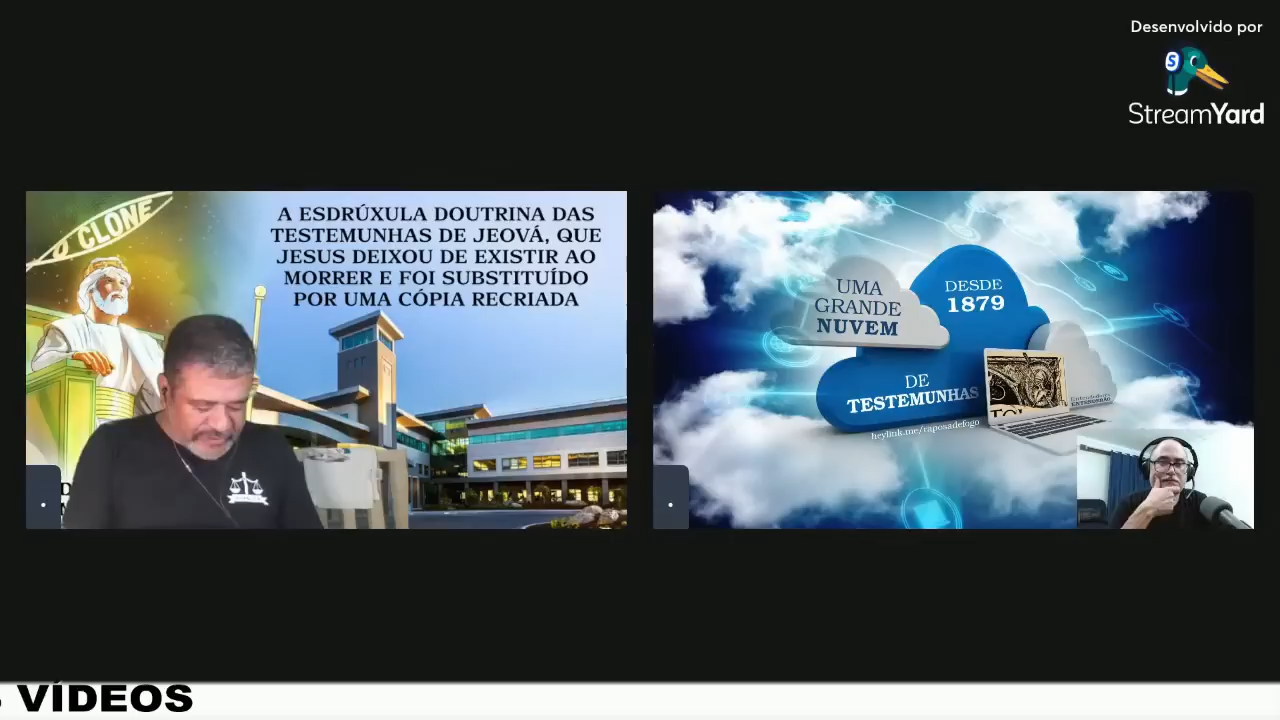 Desenvolvido por
StreamYard
O CLONE
A ESDRÚXULA DOUTRINA DAS
TESTEMUNHAS DE JEOVÁ, QUE
JESUS DEIXOU DE EXISTIR AO
MORRER E FOI SUBSTITUÍDO
POR UMA CÓPIA RECRIADA
UMA
GRANDE
NUVEM
DESDE
1879
DE
TESTEMUNHAS
heylink.me/raposadefogo
VÍDEOS